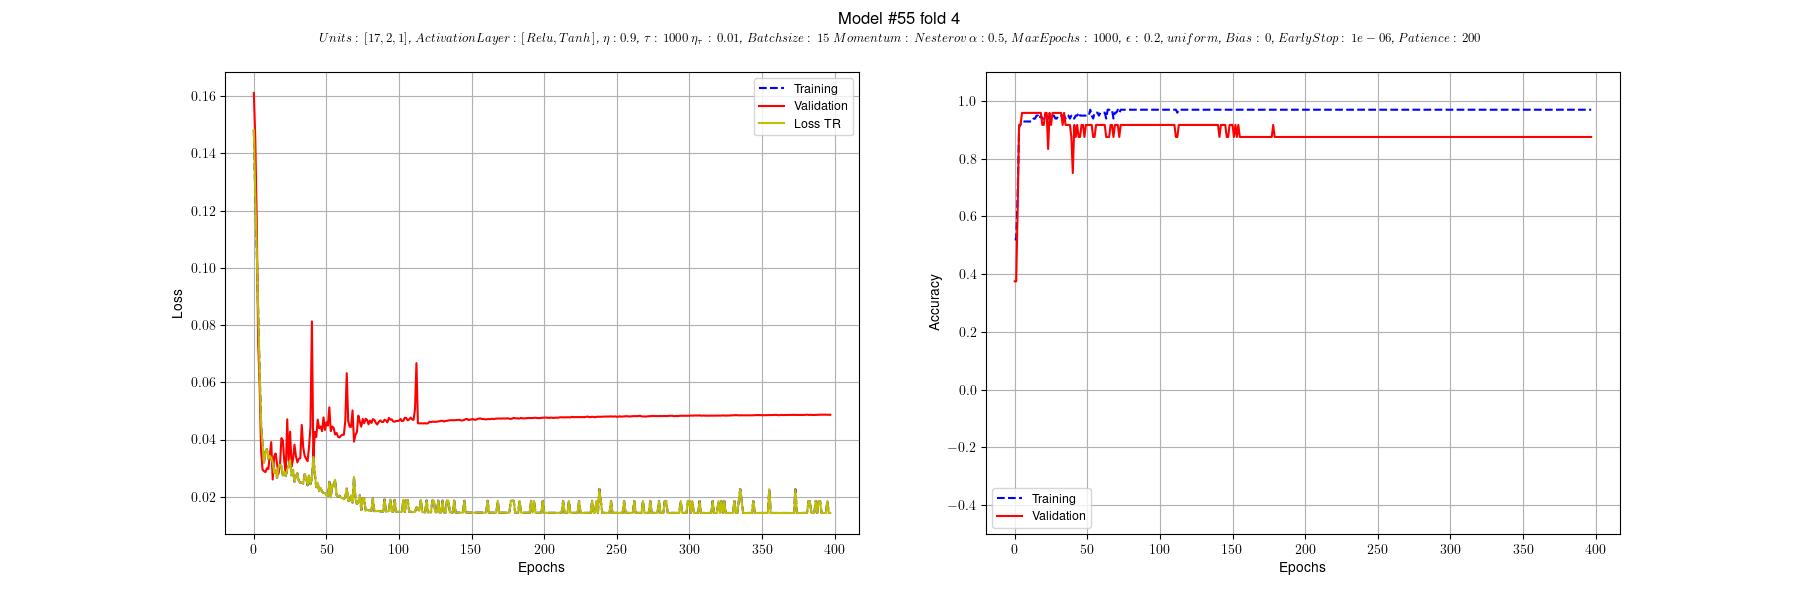 Model #55 fold 4
Units : [17, 2, 1], ActivationLayer : [Relu, Tanh], η : 0.9, τ : 1000 η_τ : 0.01, Batchsize : 15 Momentum : Nesterov α : 0.5, MaxEpochs : 1000, ϵ : 0.2, uniform, Bias : 0, EarlyStop : 1e − 06, Patience : 200
Loss
0.16
0.14
0.12
0.10
0.08
0.06
0.04
0.02
0 50 100 150 200 250 300 350 400
Epochs
Training
Validation
Loss TR
Accuracy
1.0
0.8
0.6
0.4
0.2
0.0
−0.2
−0.4
0 50 100 150 200 250 300 350 400
Epochs
Training
Validation